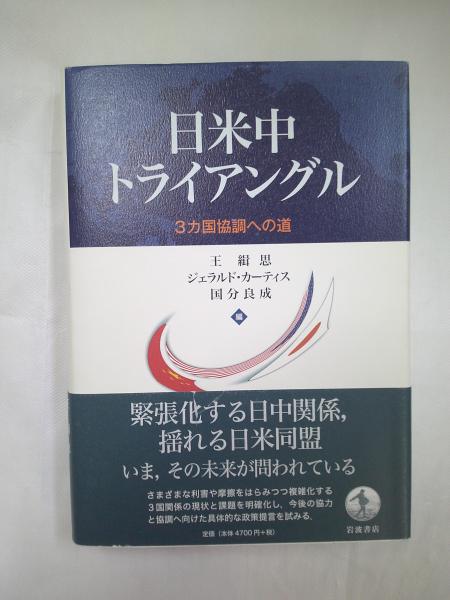 日米中
トライアングル
3カ国協調への道
王緝思
ジェラルド・カーティス
国分良成
編
緊張化する日中関係,
揺れる日米同盟
いま, その未来が問われている
さまざまな利害や摩擦をはらみつつ複雑化する
3国関係の現状と課題を明確化し, 今後の協力
と協調へ向けた具体的な政策提言を試みる.
定価(本体4700円+税)
岩波書店